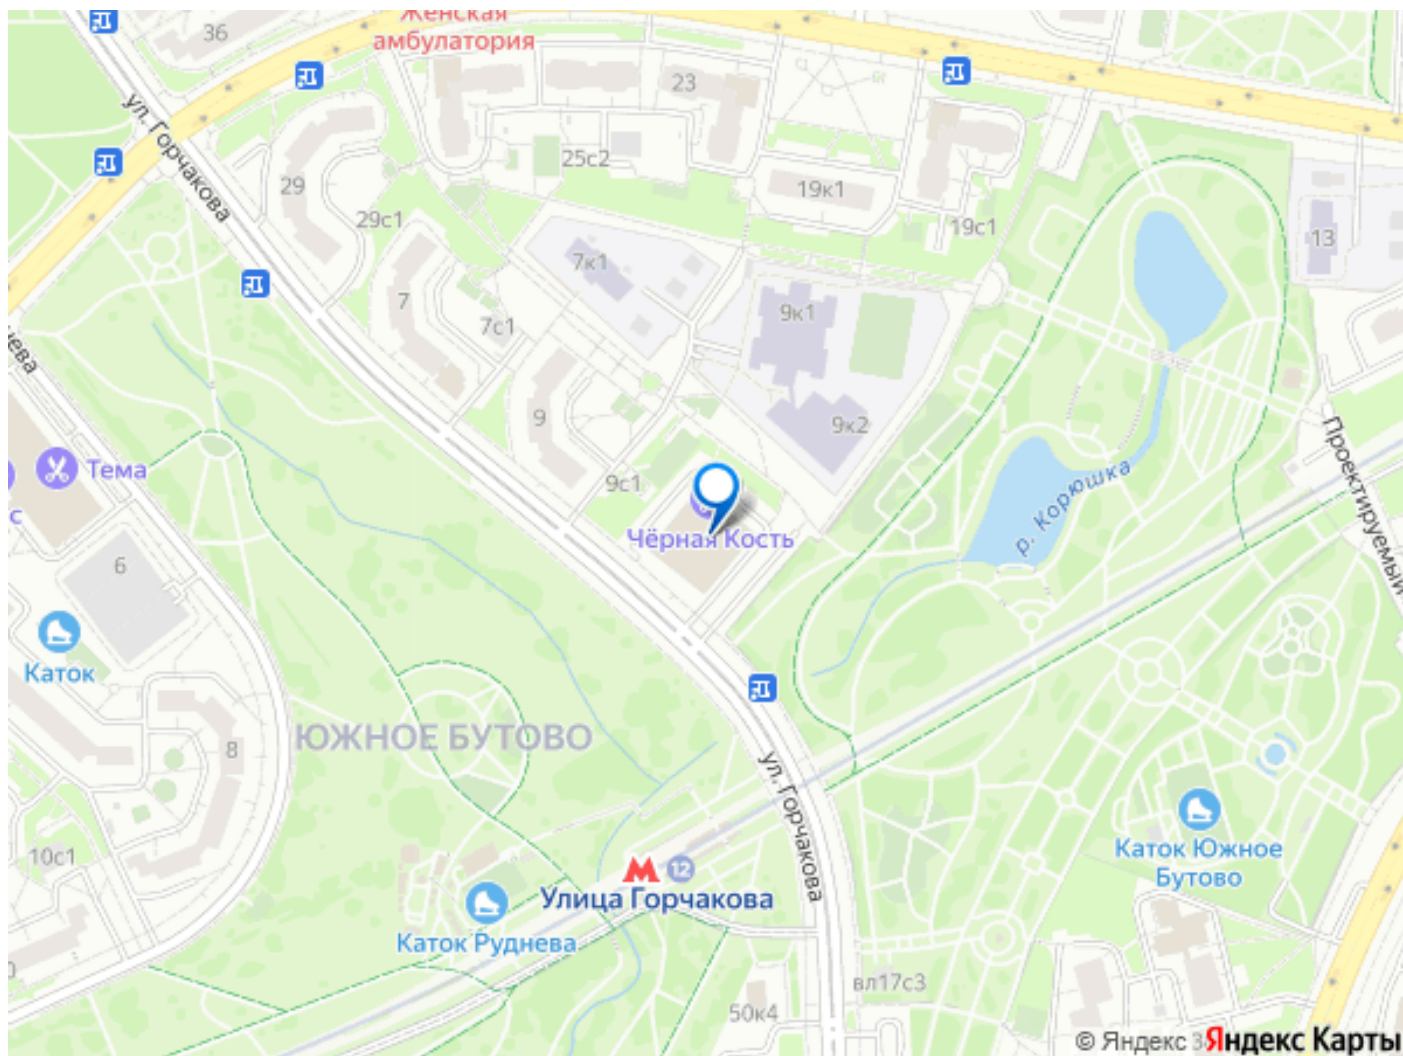 Женская
амбулатория
36
23
ул. Горчакова
25с2
29
19к1
29с1
19с1
13
7к1
7
9к1
7с1
9
9к2
Тема
с
9с1
Чёрная Кость
р. Корюшка
Проектируемый
6
Каток
ЮЖНОЕ БУТОВО
8
ул. Горчакова
10с1
12
Улица Горчакова
Каток Южное
Бутово
Каток Руднева
вл17с3
50к4
© Яндекс
Яндекс Карты